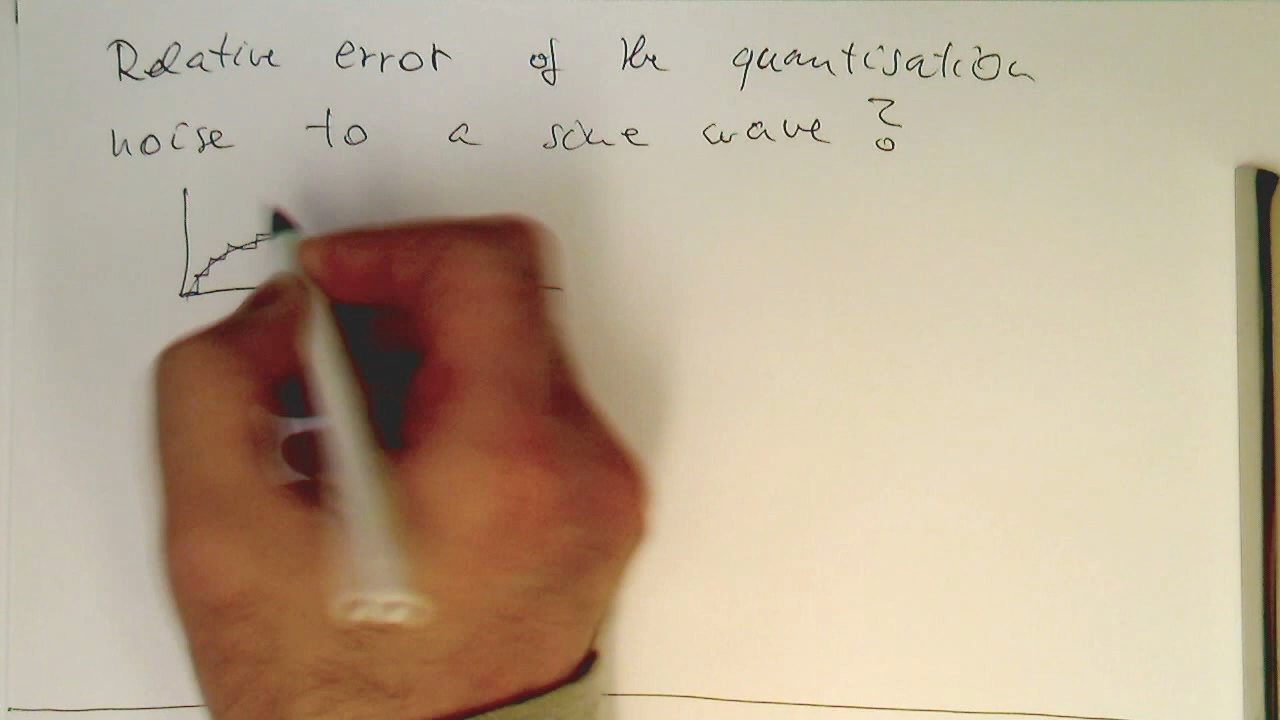 Relative error of the quantisation
noise to a sine wave ?